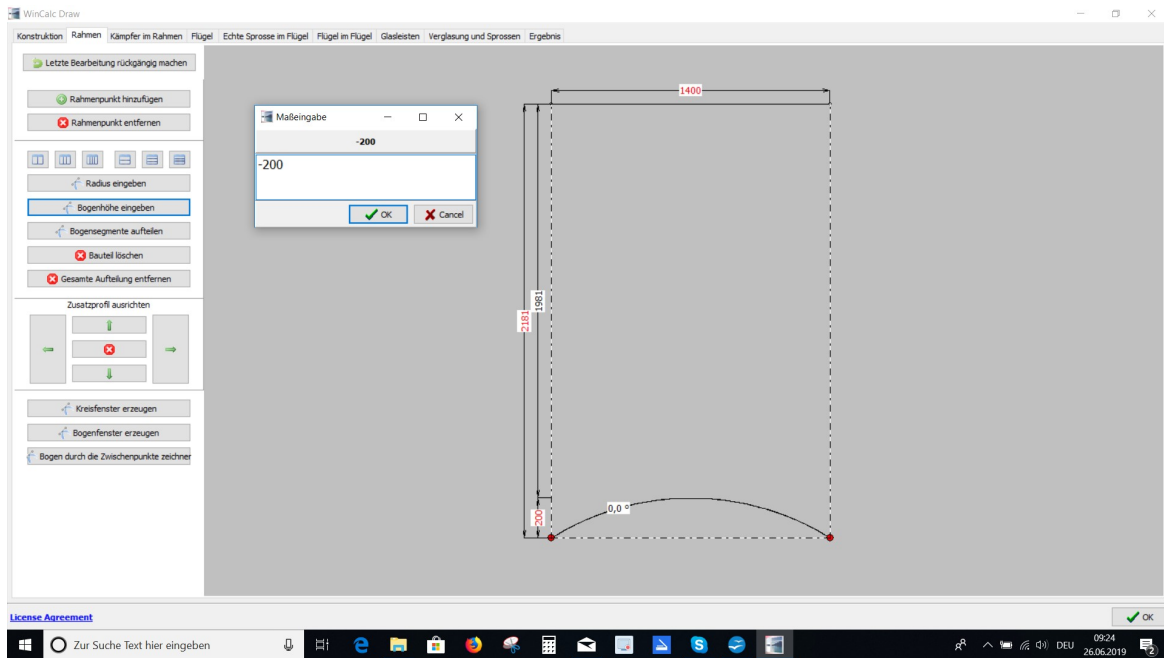 WinCalc Draw
Konstruktion Rahmen Kämpfer im Rahmen Flügel Echte Sprosse im Flügel Flügel im Flügel Glasleisten Verglasung und Sprossen Ergebnis
Letzte Bearbeitung rückgängig machen
Rahmenpunkt hinzufügen
Rahmenpunkt entfernen
Radius eingeben
Bogenhöhe eingeben
Bogensegmente aufteilen
Bauteil löschen
Gesamte Aufteilung entfernen
Zusatzprofil ausrichten
Kreisfenster erzeugen
Bogenfenster erzeugen
Bogen durch die Zwischenpunkte zeichner
Maßeingabe
-200
-200
OK
Cancel
1400
1981
2181
200
0,0 °
License Agreement
OK
Zur Suche Text hier eingeben
DEU
09:24
26.06.2019
2